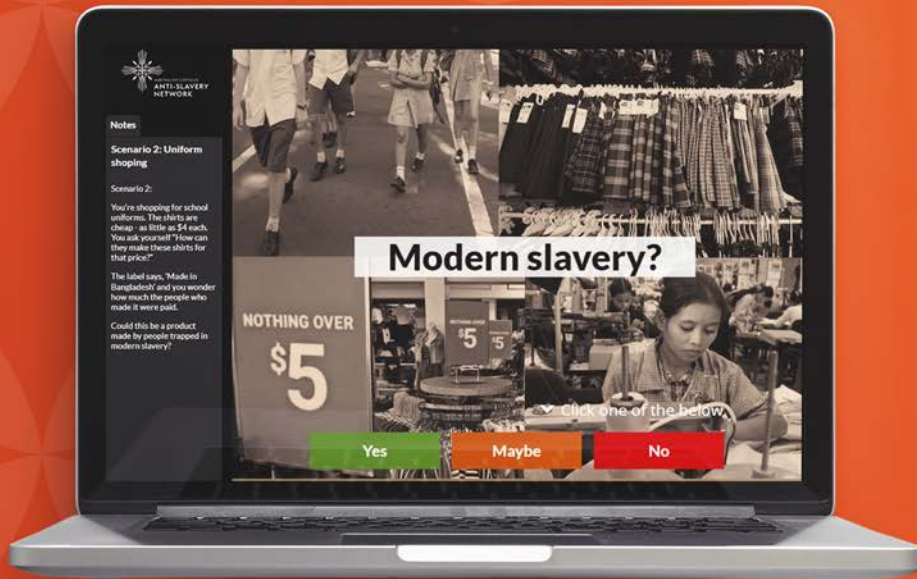 AUSTRALIAN CATHOLIC
ANTI-SLAVERY
NETWORK
Notes
Scenario 2: Uniform
shoping
Scenario 2:
You're shopping for school
uniforms. The shirts are
cheap - as little as $4 each.
You ask yourself "How can
they make these shirts for
that price?"
The label says, 'Made in
Bangladesh' and you wonder
how much the people who
made it were paid.
Could this be a product
made by people trapped in
modern slavery?
Modern slavery?
NOTHING OVER
$5
NOTHING OVER
$5
$5
Click one of the below
Yes
Maybe
No